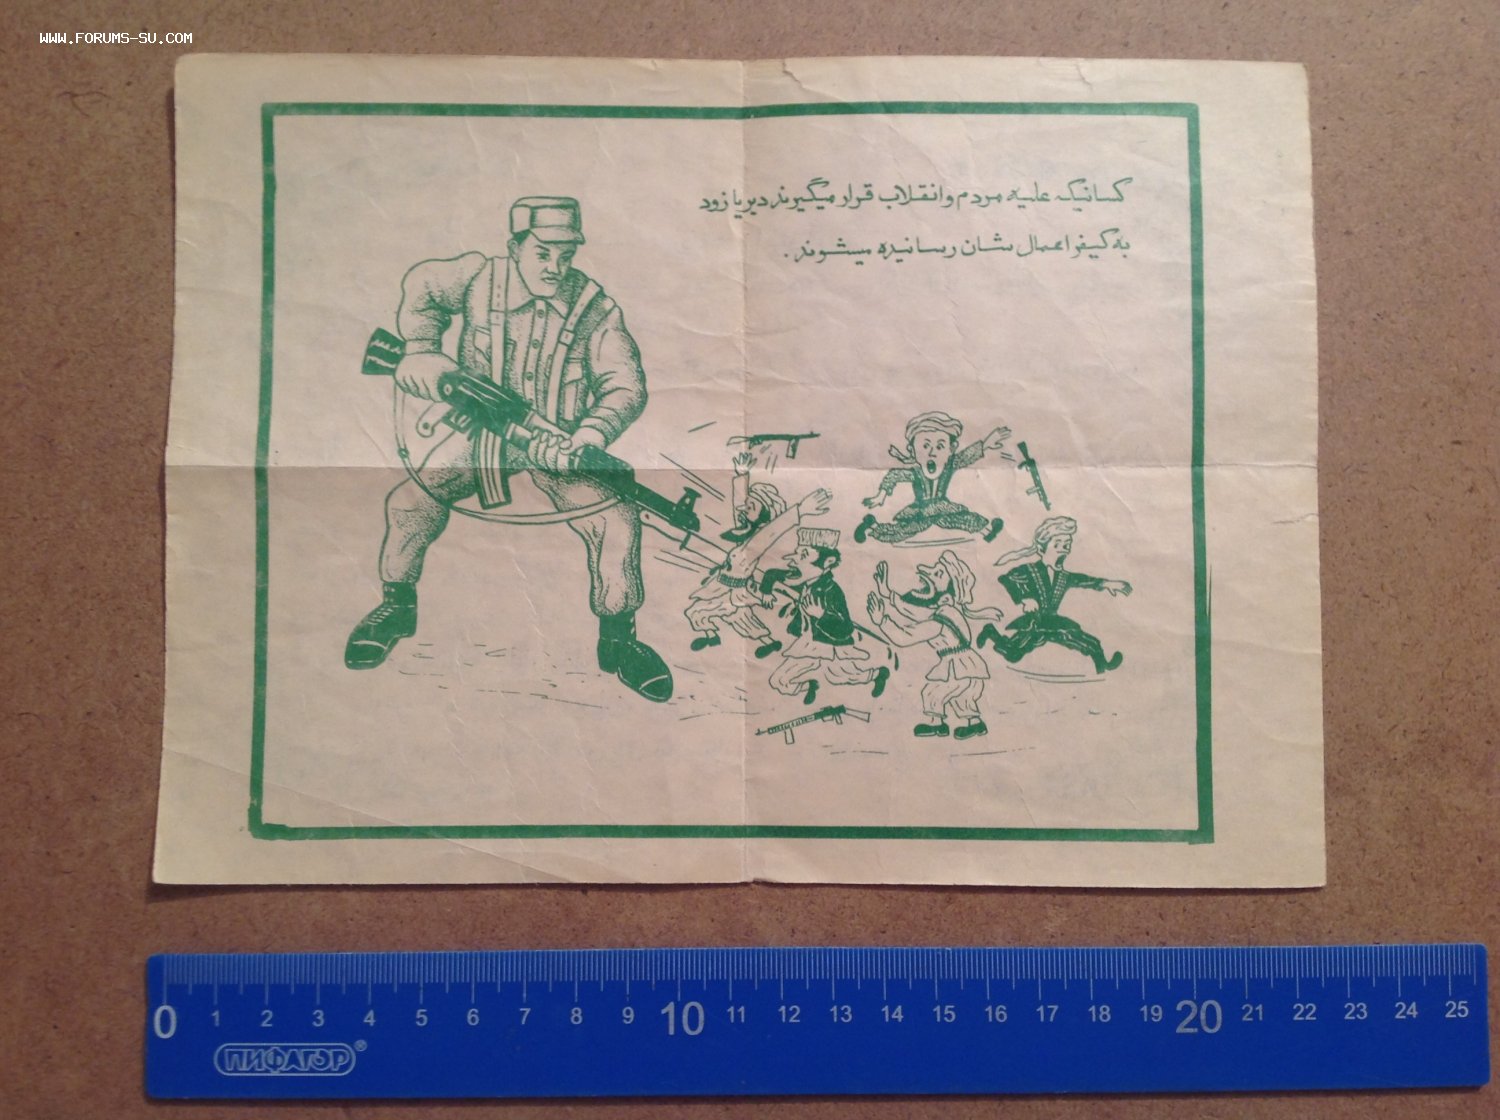 WWW.FORUMS-SU.COM
کسانیکه علیه مردم وانقلاب قرار میگیرند دیر یا زود
به کیفر اعمال شان رسانیده میشوند .
0 1 2 3 4 5 6 7 8 9 10 11 12 13 14 15 16 17 18 19 20 21 22 23 24 25
ПИФАГОР®